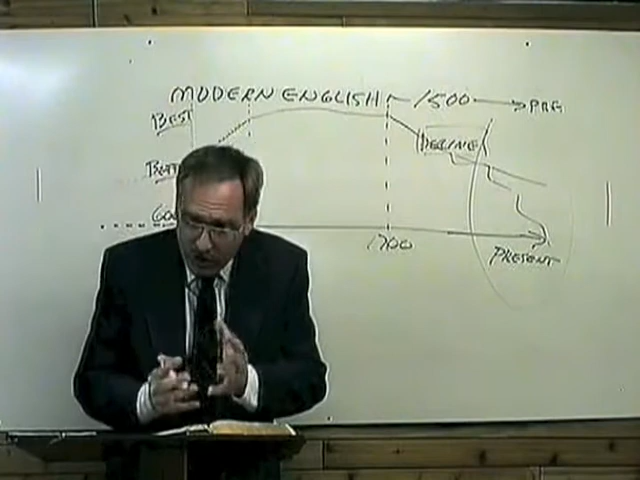 MODERN ENGLISH ~ 1500 → PRE
BEST
DECLINE
1700
PRESENT